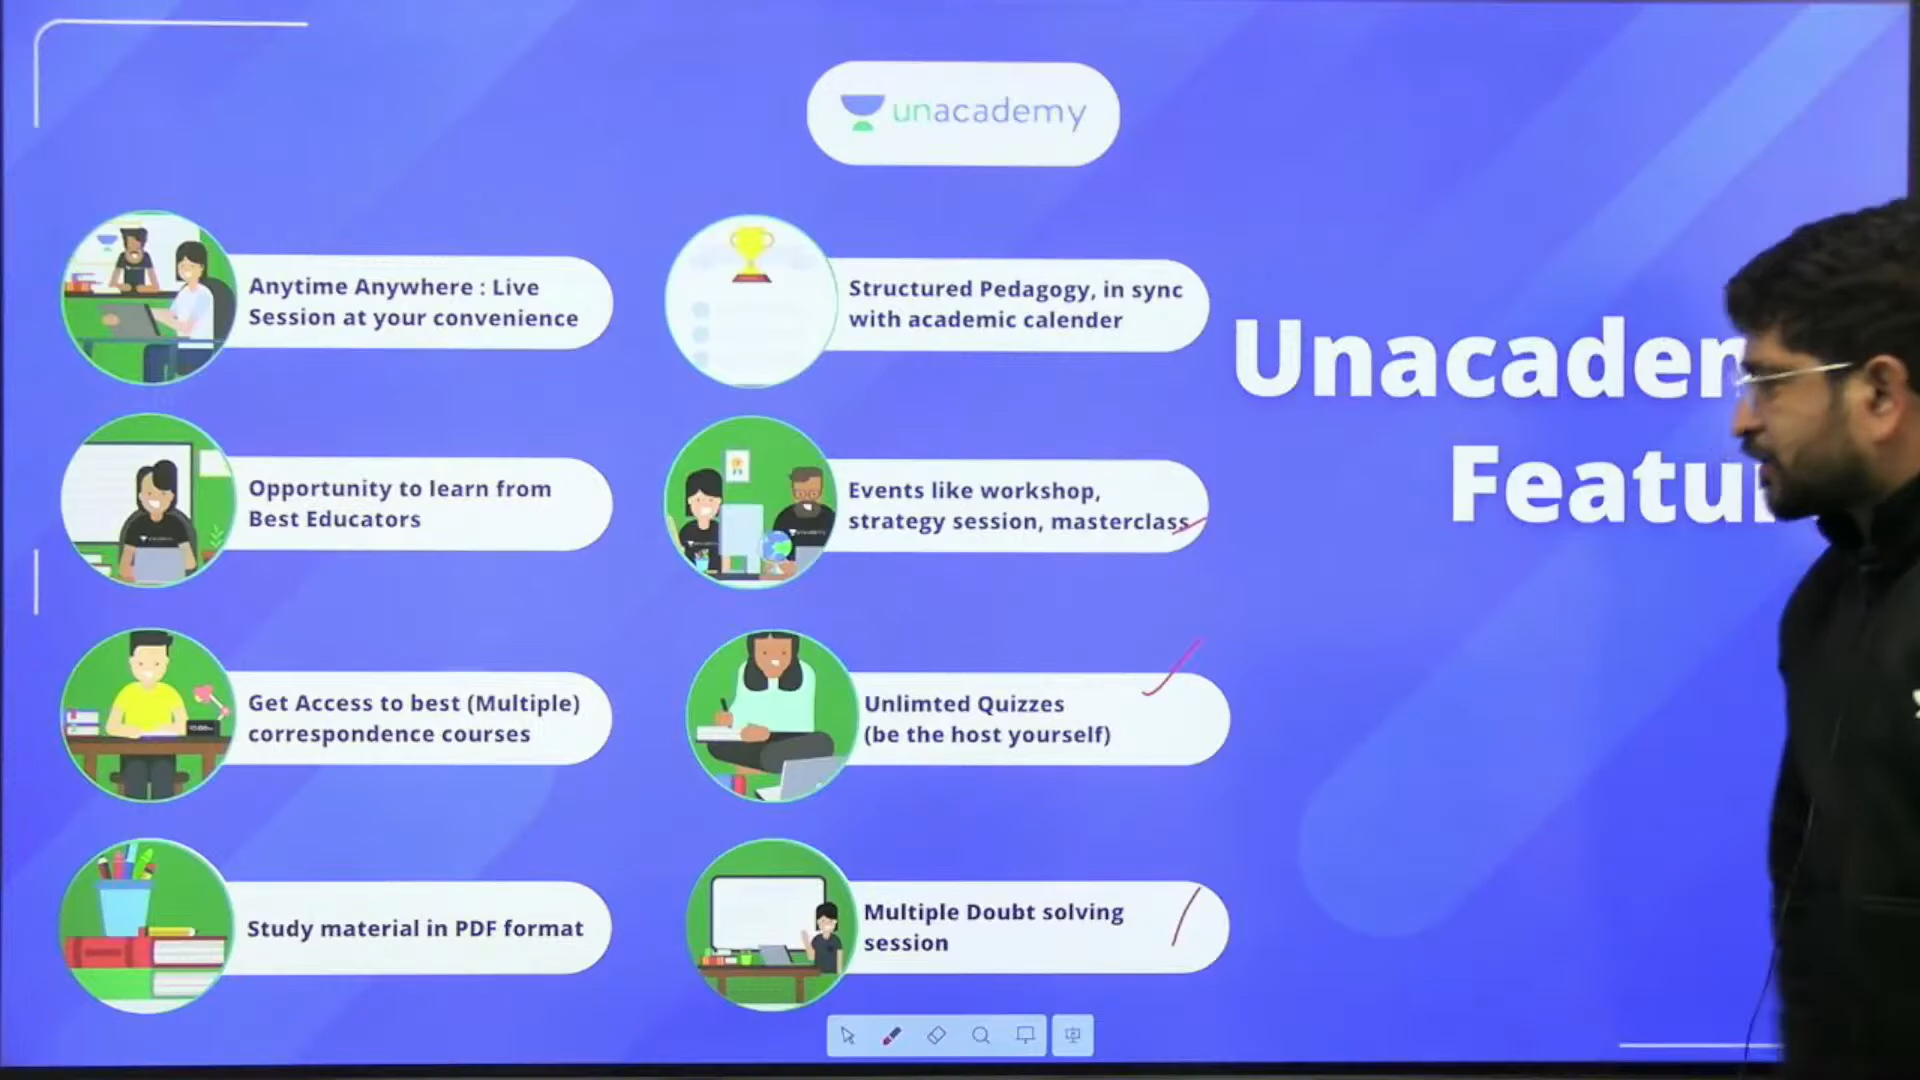 unacademy
Anytime Anywhere : Live
Session at your convenience
Structured Pedagogy, in sync
with academic calender
Opportunity to learn from
Best Educators
Events like workshop,
strategy session, masterclass
Get Access to best (Multiple)
correspondence courses
Unlimted Quizzes
(be the host yourself)
Study material in PDF format
Multiple Doubt solving
session